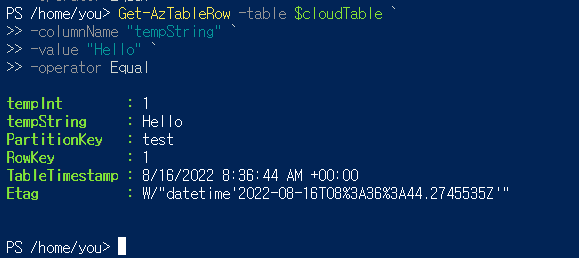 PS /home/you> Get-AzTableRow -table $cloudTable `
>> -columnName "tempString" `
>> -value "Hello" `
>> -operator Equal
tempInt : 1
tempString : Hello
PartitionKey : test
RowKey : 1
TableTimestamp : 8/16/2022 8:36:44 AM +00:00
Etag : W/"datetime'2022-08-16T08%3A36%3A44.2745535Z'"
PS /home/you>